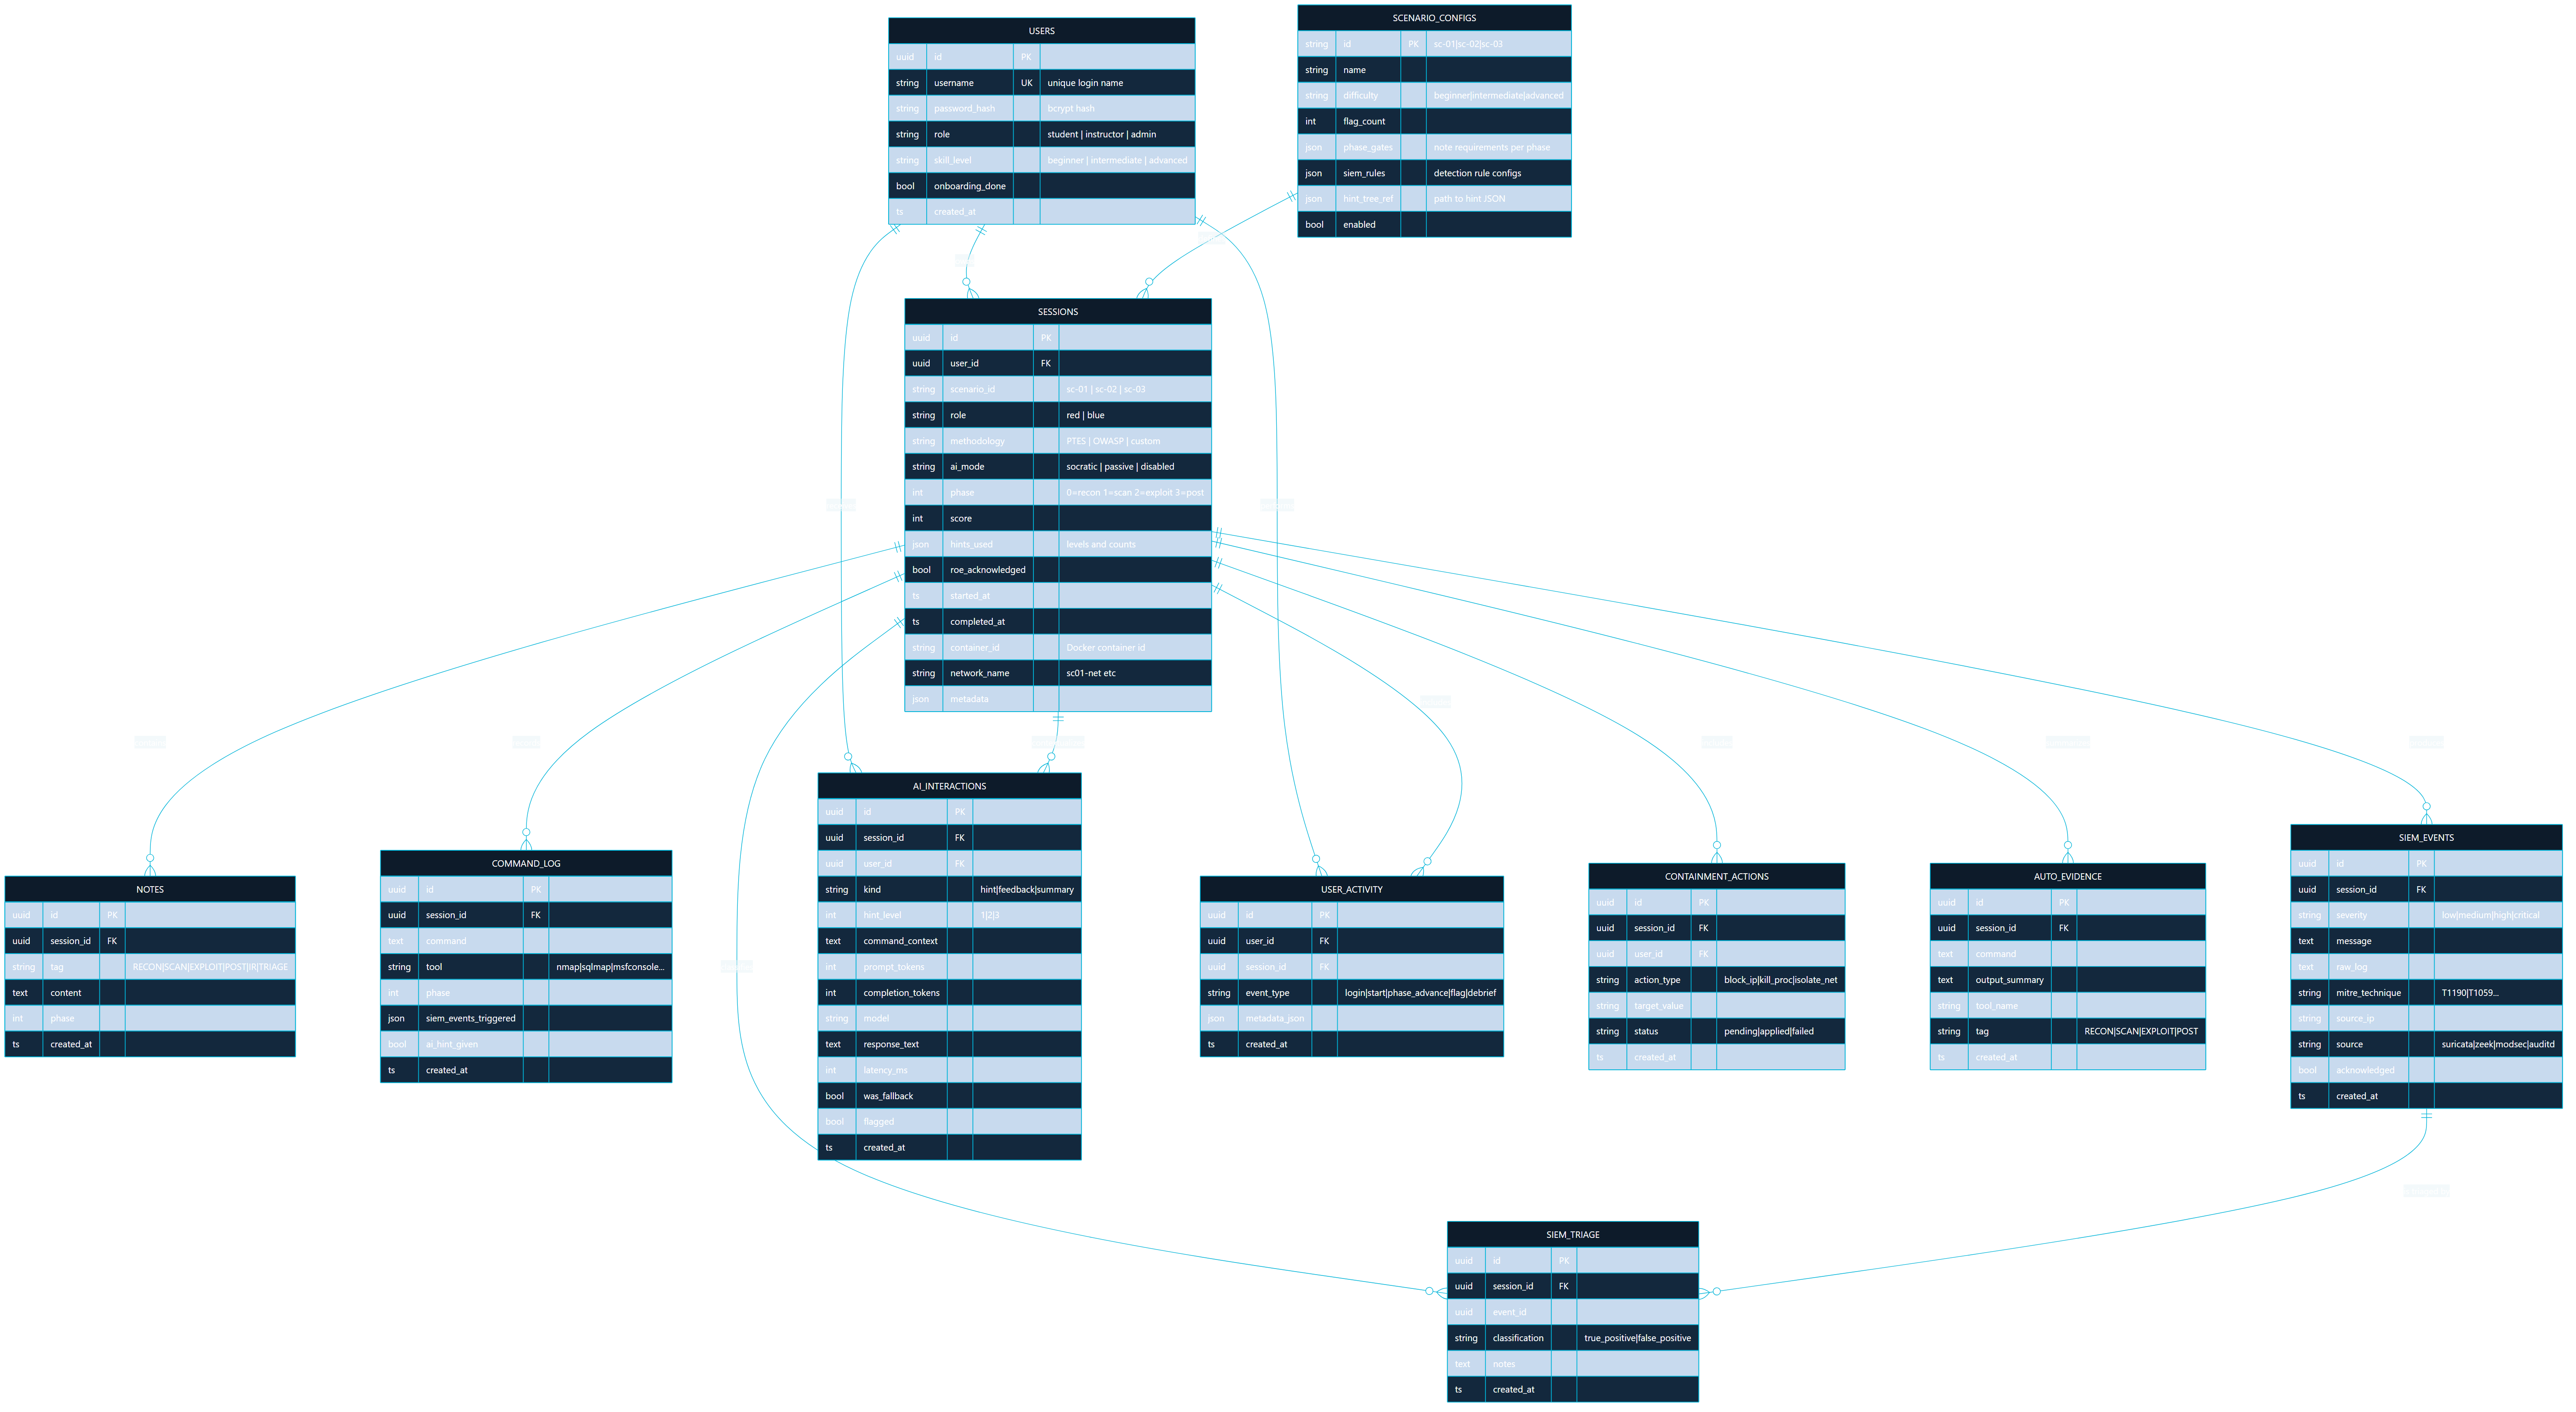 USERS
uuid id PK
string username UK unique login name
string password_hash bcrypt hash
string role student | instructor | admin
string skill_level beginner | intermediate | advanced
bool onboarding_done
ts created_at
SCENARIO_CONFIGS
string id PK sc-01|sc-02|sc-03
string name
string difficulty beginner|intermediate|advanced
int flag_count
json phase_gates note requirements per phase
json siem_rules detection rule configs
json hint_tree_ref path to hint JSON
bool enabled
SESSIONS
uuid id PK
uuid user_id FK
string scenario_id sc-01 | sc-02 | sc-03
string role red | blue
string methodology PTES | OWASP | custom
string ai_mode socratic | passive | disabled
int phase 0=recon 1=scan 2=exploit 3=post
int score
json hints_used levels and counts
bool roe_acknowledged
ts started_at
ts completed_at
string container_id Docker container id
string network_name sc01-net etc
json metadata
NOTES
uuid id PK
uuid session_id FK
string tag RECON|SCAN|EXPLOIT|POST|IR|TRIAGE
text content
int phase
ts created_at
COMMAND_LOG
uuid id PK
uuid session_id FK
text command
string tool nmap|sqlmap|msfconsole...
int phase
json siem_events_triggered
bool ai_hint_given
ts created_at
AI_INTERACTIONS
uuid id PK
uuid session_id FK
uuid user_id FK
string kind hint|feedback|summary
int hint_level 1|2|3
text command_context
int prompt_tokens
int completion_tokens
string model
text response_text
int latency_ms
bool was_fallback
bool flagged
ts created_at
USER_ACTIVITY
uuid id PK
uuid user_id FK
uuid session_id FK
string event_type login|start|phase_advance|flag|debrief
json metadata_json
ts created_at
CONTAINMENT_ACTIONS
uuid id PK
uuid session_id FK
uuid user_id FK
string action_type block_ip|kill_proc|isolate_net
string target_value
string status pending|applied|failed
ts created_at
AUTO_EVIDENCE
uuid id PK
uuid session_id FK
text command
text output_summary
string tool_name
string tag RECON|SCAN|EXPLOIT|POST
ts created_at
SIEM_EVENTS
uuid id PK
uuid session_id FK
string severity low|medium|high|critical
text message
text raw_log
string mitre_technique T1190|T1059...
string source_ip
string source suricata|zeek|modsec|auditd
bool acknowledged
ts created_at
SIEM_TRIAGE
uuid id PK
uuid session_id FK
uuid event_id
string classification true_positive|false_positive
text notes
ts created_at